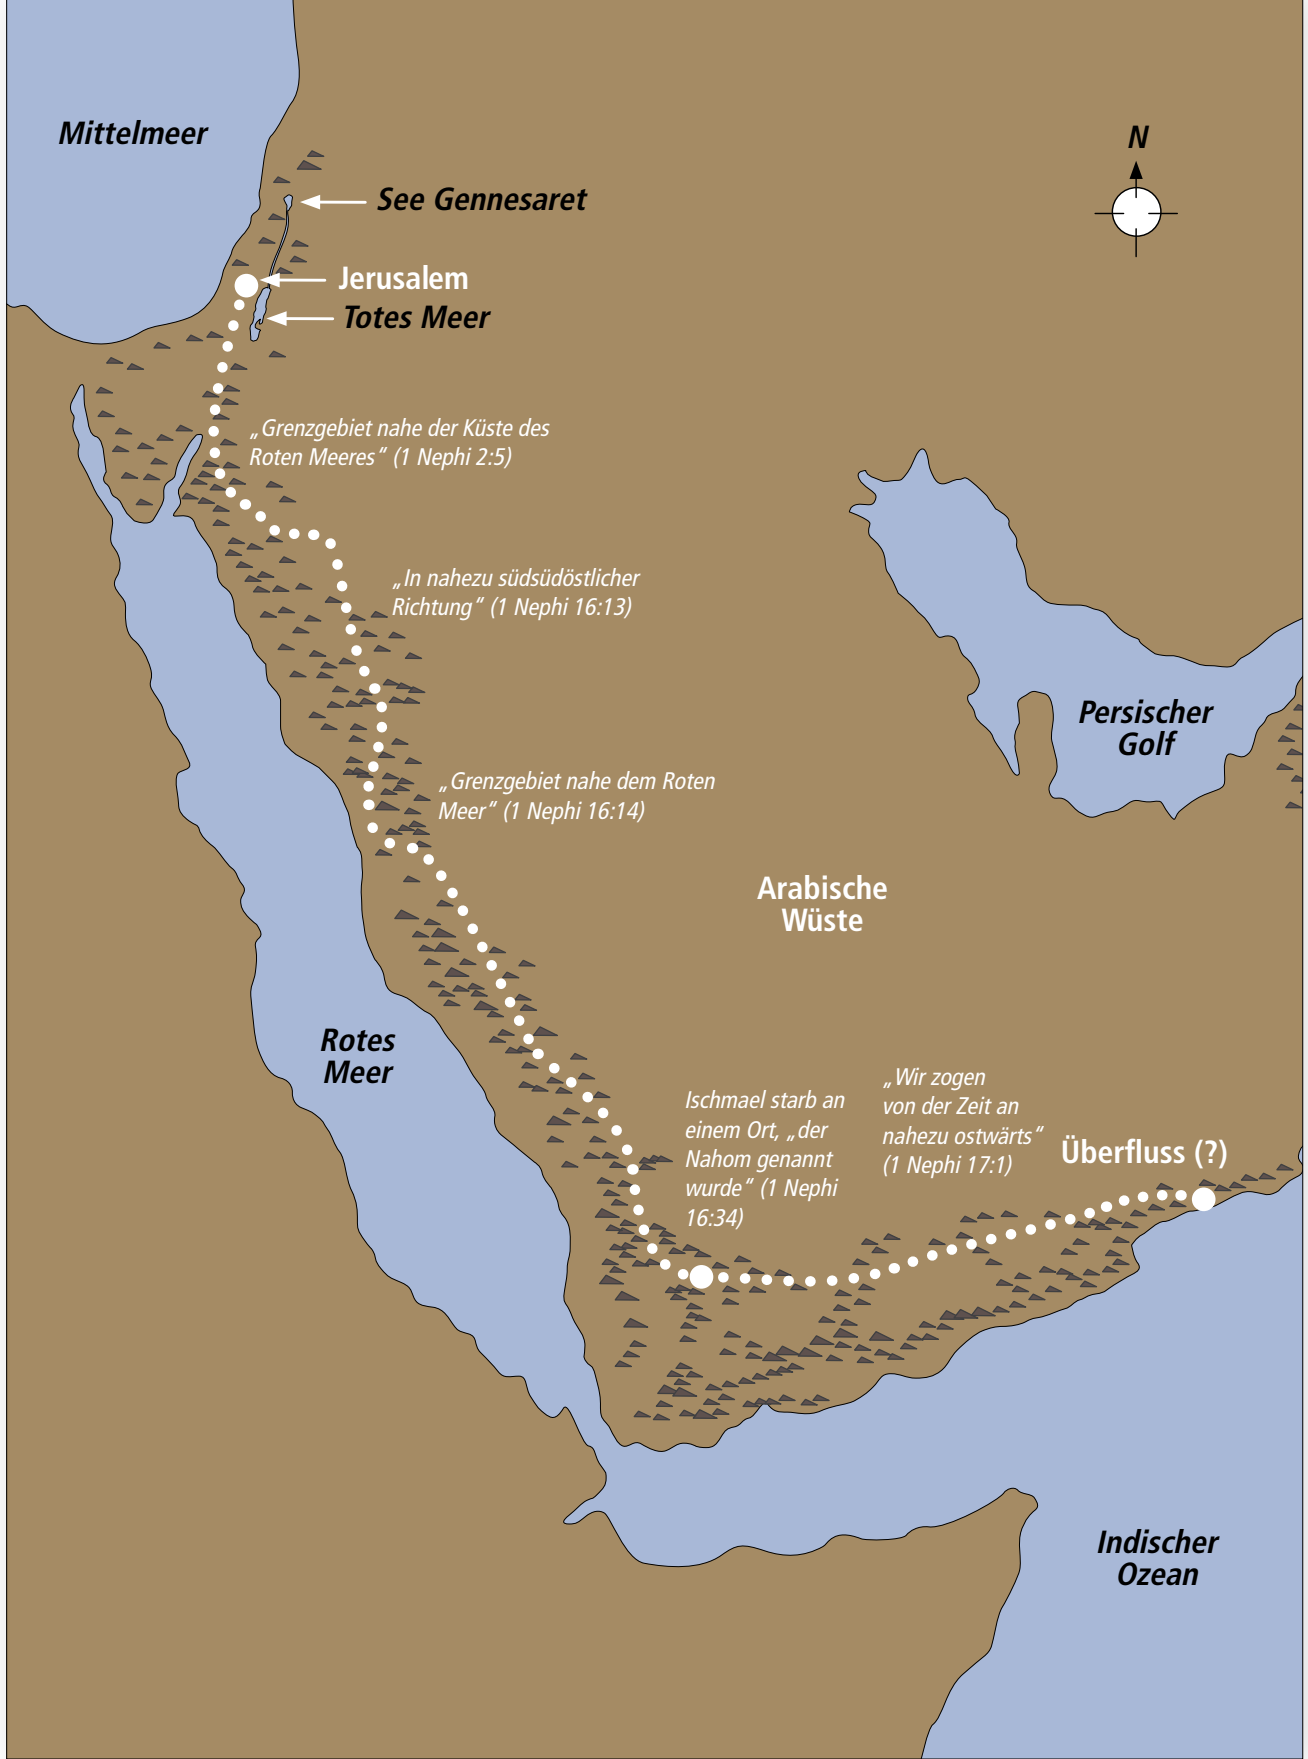 Mittelmeer
N
See Gennesaret
Jerusalem
Totes Meer
„Grenzgebiet nahe der Küste des
Roten Meeres“ (1 Nephi 2:5)
„In nahezu südsüdöstlicher
Richtung“ (1 Nephi 16:13)
Persischer
Golf
„Grenzgebiet nahe dem Roten
Meer“ (1 Nephi 16:14)
Arabische
Wüste
Rotes
Meer
Ischmael starb an
einem Ort, „der
Nahom genannt
wurde“ (1 Nephi
16:34)
„Wir zogen
von der Zeit an
nahezu ostwärts“
(1 Nephi 17:1)
Überfluss (?)
Indischer
Ozean